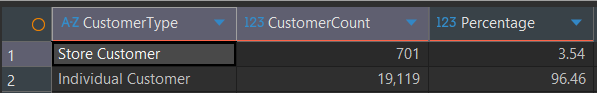 A-Z CustomerType 123 CustomerCount 123 Percentage
1 Store Customer 701 3.54
2 Individual Customer 19,119 96.46